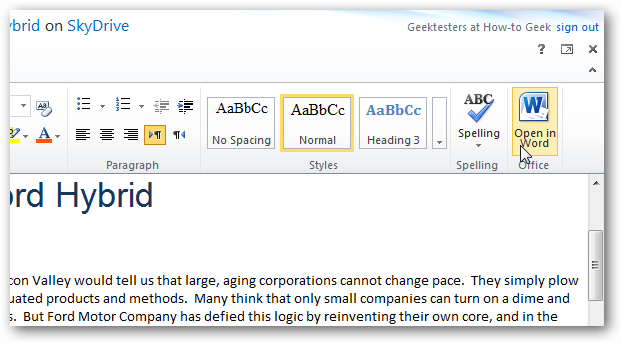 ybrid on SkyDrive
Geektesters at How-to Geek sign out
?
A
ABC
W
AaBbCc AaBbCc AaBbCc
No Spacing Normal Heading 3
Spelling
Open in
Word
Paragraph Styles Spelling Office
ord Hybrid
con Valley would tell us that large, aging corporations cannot change pace. They simply plow
uated products and methods. Many think that only small companies can turn on a dime and
s. But Ford Motor Company has defied this logic by reinventing their own core, and in the